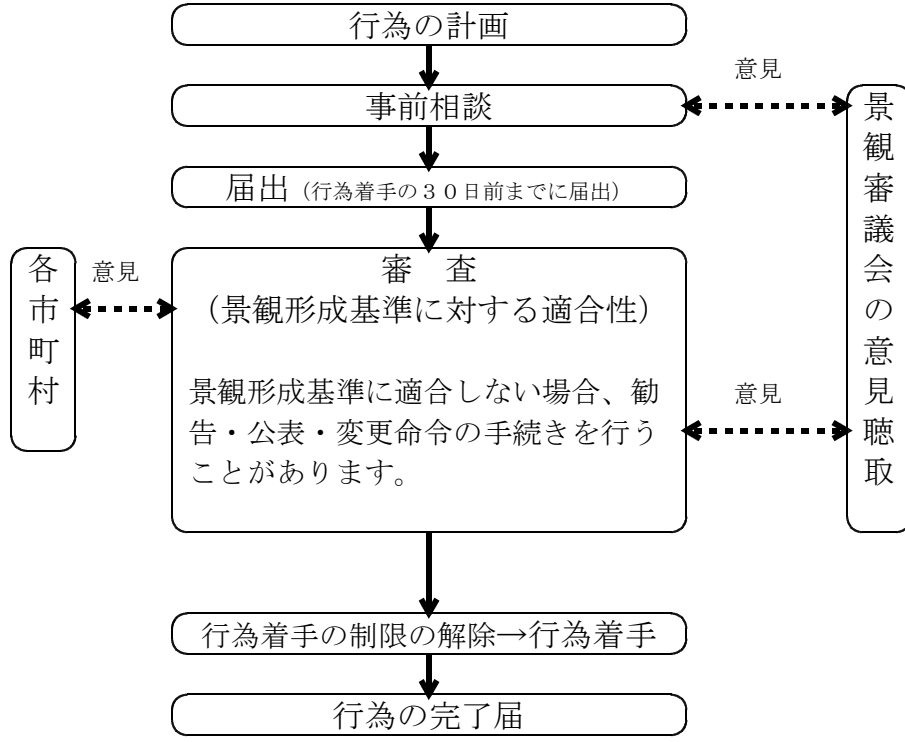 行為の計画
意見
事前相談
届出（行為着手の３０日前までに届出）
審　査
（景観形成基準に対する適合性）
景観形成基準に適合しない場合、勧
告・公表・変更命令の手続きを行う
ことがあります。
各市町村
意見
意見
景観審議会の意見聴取
行為着手の制限の解除→行為着手
行為の完了届